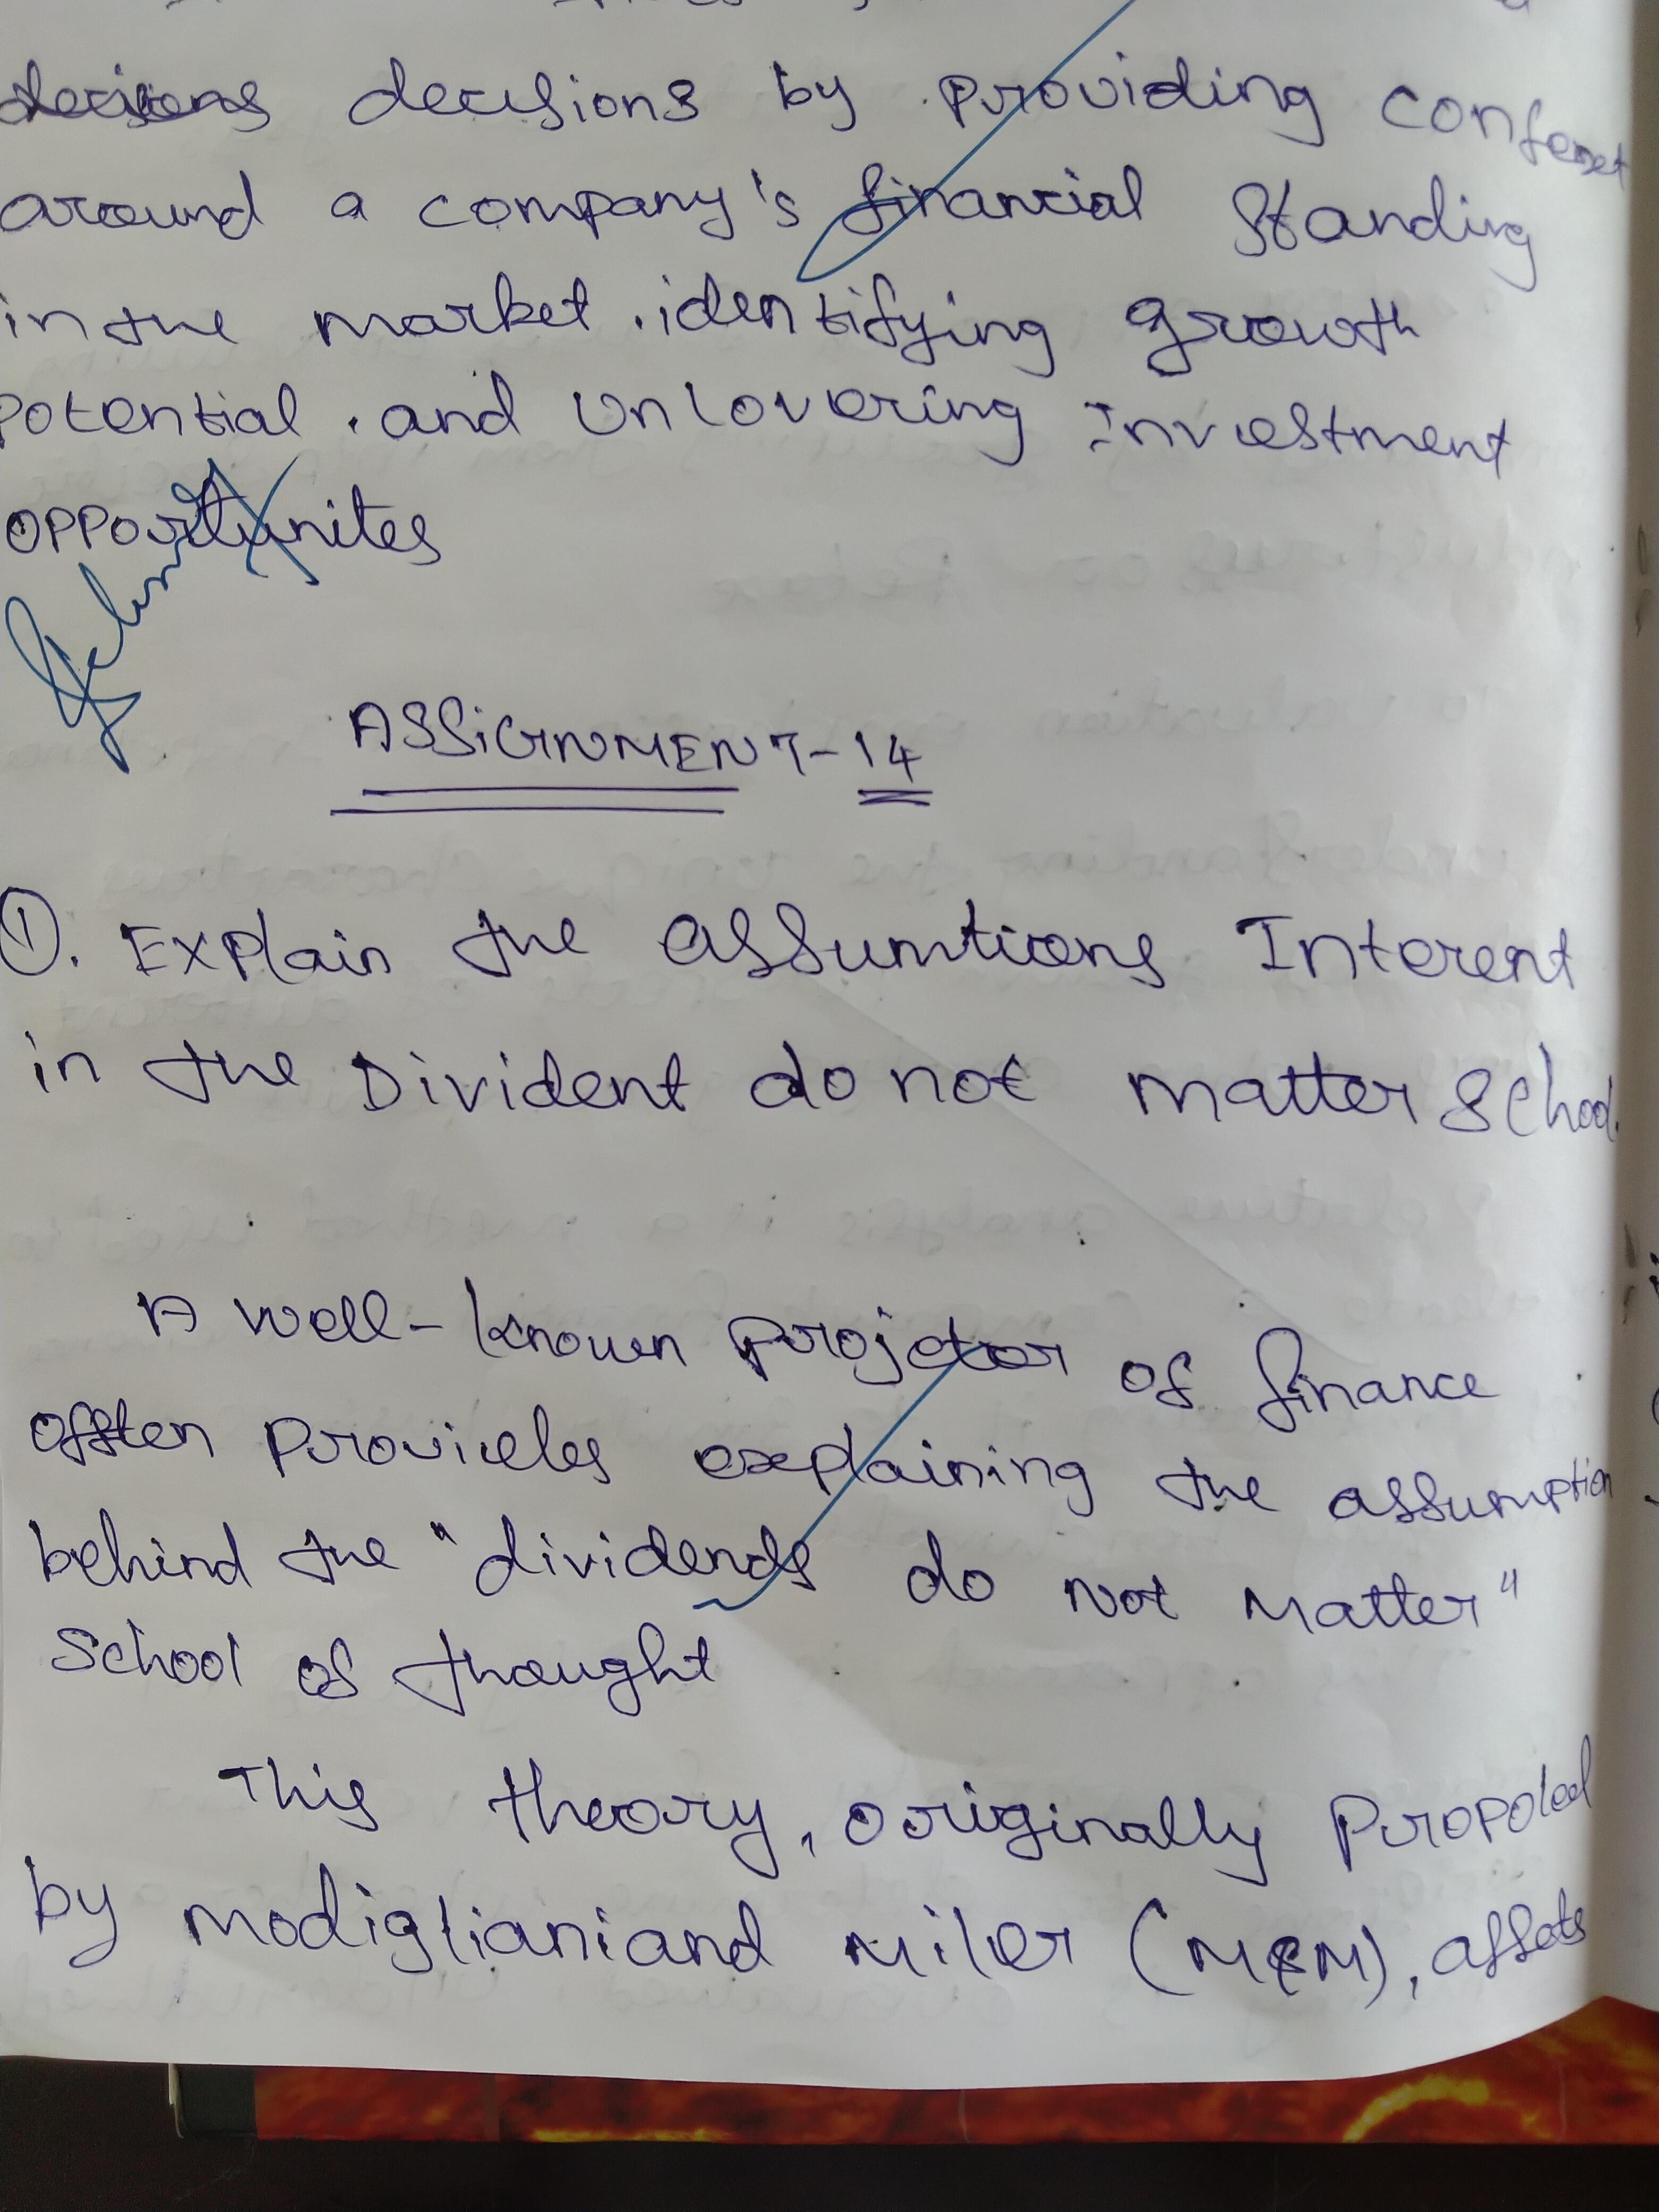 decisions decisions by providing context
around a company's financial standing
in the market. identifying growth
potential. and unlovering Investment
opportunites
ASSIGNMENT-14
①. Explain the assumtions Interent
in the Divident do not matter school.
A well-known projector of finance
offten provides explaining the assumption
behind the "dividends do not matter"
School of thought
This theory, originally proposed
by modiglianiand Miler (M&M), assets